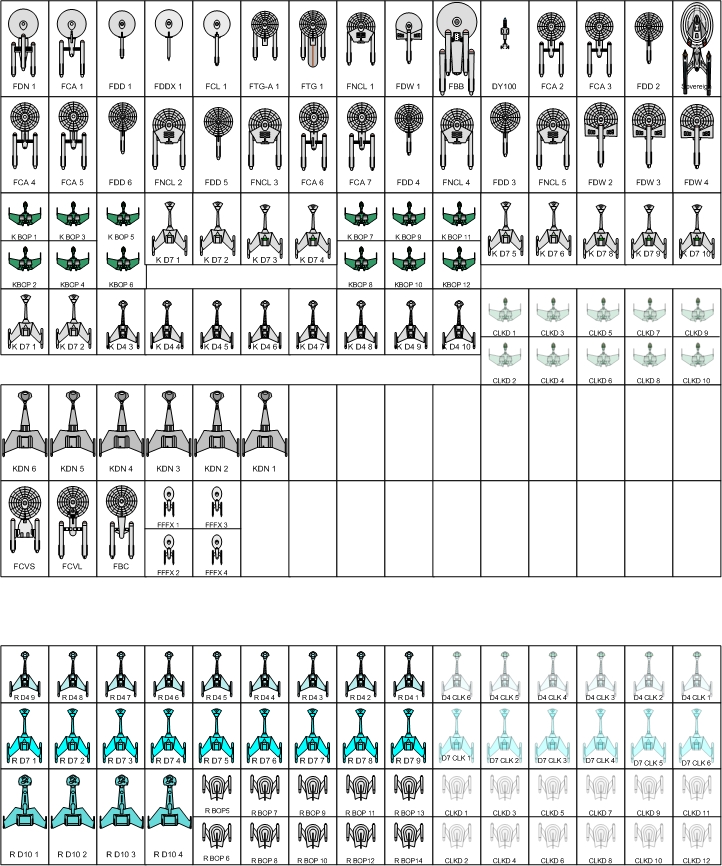 FDN 1 FCA 1 FDD 1 FDDX 1 FCL 1 FTG-A 1 FTG 1 FNCL 1 FDW 1 FBB DY100 FCA 2 FCA 3 FDD 2 Sovereign
FCA 4 FCA 5 FDD 6 FNCL 2 FDD 5 FNCL 3 FCA 6 FCA 7 FDD 4 FNCL 4 FDD 3 FNCL 5 FDW 2 FDW 3 FDW 4
K BOP 1 K BOP 3 K BOP 5 K BOP 7 K BOP 9 K BOP 11
K D7 1 K D7 2 K D7 3 K D7 4 K D7 5 K D7 6 K D7 8 K D7 9 K D7 10
KBOP 2 KBOP 4 KBOP 6 KBOP 8 KBOP 10 KBOP 12
CLKD 1 CLKD 3 CLKD 5 CLKD 7 CLKD 9
K D7 1 K D7 2 K D4 3 K D4 4 K D4 5 K D4 6 K D4 7 K D4 8 K D4 9 K D4 10
CLKD 2 CLKD 4 CLKD 6 CLKD 8 CLKD 10
KDN 6 KDN 5 KDN 4 KDN 3 KDN 2 KDN 1
FFFX 1 FFFX 3
FCVS FCVL FBC FFFX 2 FFFX 4
R D4 9 R D4 8 R D4 7 R D4 6 R D4 5 R D4 4 R D4 3 R D4 2 R D4 1 D4 CLK 6 D4 CLK 5 D4 CLK 4 D4 CLK 3 D4 CLK 2 D4 CLK 1
R D7 1 R D7 2 R D7 3 R D7 4 R D7 5 R D7 6 R D7 7 R D7 8 R D7 9 D7 CLK 1 D7 CLK 2 D7 CLK 3 D7 CLK 4 D7 CLK 5 D7 CLK 6
R BOP5 R BOP 7 R BOP 9 R BOP 11 R BOP 13 CLKD 1 CLKD 3 CLKD 5 CLKD 7 CLKD 9 CLKD 11
R D10 1 R D10 2 R D10 3 R D10 4 R BOP 6 R BOP 8 R BOP 10 R BOP12 R BOP14 CLKD 2 CLKD 4 CLKD 6 CLKD 8 CLKD 10 CLKD 12